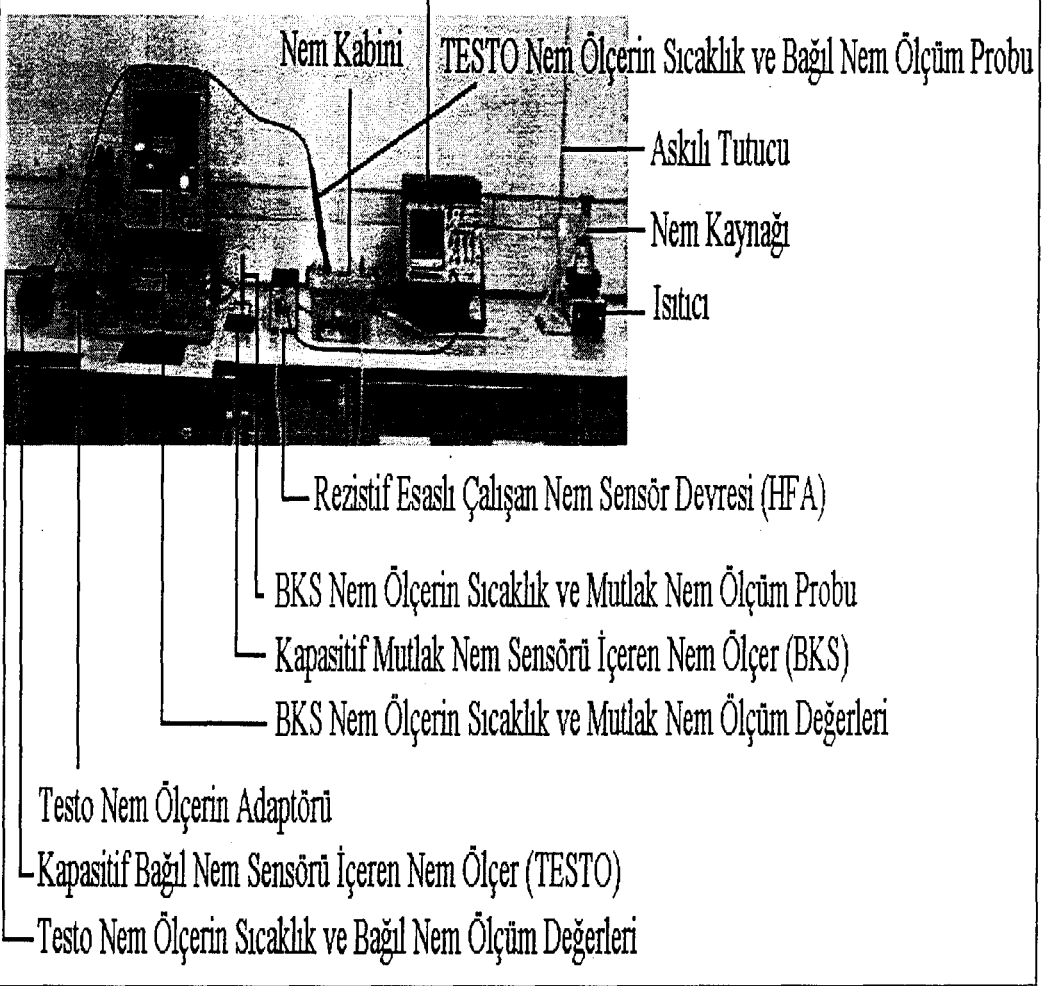 Nem Kabini
TESTO Nem Ölçerin Sıcaklık ve Bağıl Nem Ölçüm Probu
Askılı Tutucu
Nem Kaynağı
Isıtıcı
Rezistif Esaslı Çalışan Nem Sensör Devresi (HFA)
BKS Nem Ölçerin Sıcaklık ve Mutlak Nem Ölçüm Probu
Kapasitif Mutlak Nem Sensörü İçeren Nem Ölçer (BKS)
BKS Nem Ölçerin Sıcaklık ve Mutlak Nem Ölçüm Değerleri
Testo Nem Ölçerin Adaptörü
Kapasitif Bağıl Nem Sensörü İçeren Nem Ölçer (TESTO)
Testo Nem Ölçerin Sıcaklık ve Bağıl Nem Ölçüm Değerleri